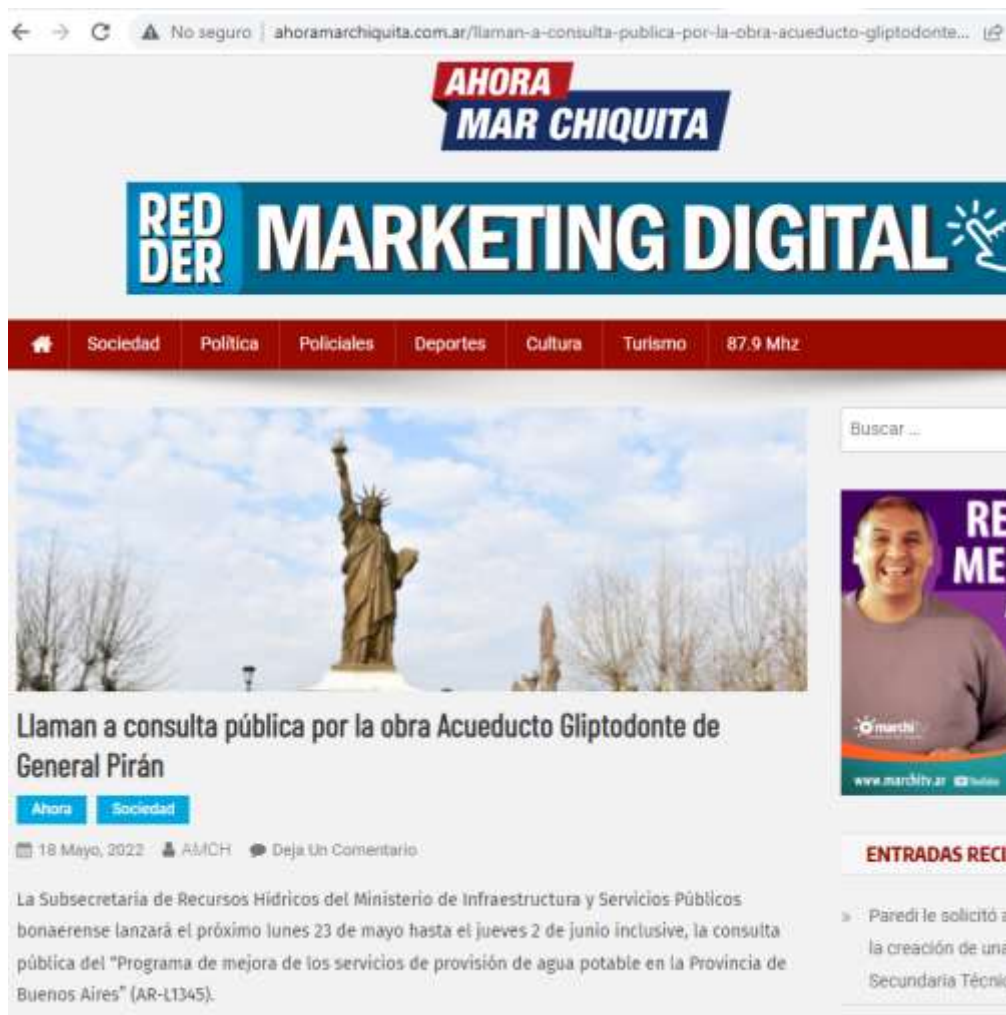 No seguro | ahoramarchiquita.com.ar/llaman-a-consulta-publica-por-la-obra-acueducto-gliptodonte...
AHORA
MAR CHIQUITA
RED
DER
MARKETING DIGITAL
Sociedad Política Policiales Deportes Cultura Turismo 87.9 Mhz
Buscar ...
RE
ME
marchitv
www.marchitv.ar YouTube
Llaman a consulta pública por la obra Acueducto Gliptodonte de
General Pirán
Ahora Sociedad
18 Mayo, 2022 AMCH Deja Un Comentario
La Subsecretaría de Recursos Hídricos del Ministerio de Infraestructura y Servicios Públicos
bonaerense lanzará el próximo lunes 23 de mayo hasta el jueves 2 de junio inclusive, la consulta
pública del "Programa de mejora de los servicios de provisión de agua potable en la Provincia de
Buenos Aires" (AR-L1345).
ENTRADAS RECI
» Paredi le solicitó a
la creación de una
Secundaria Técnic